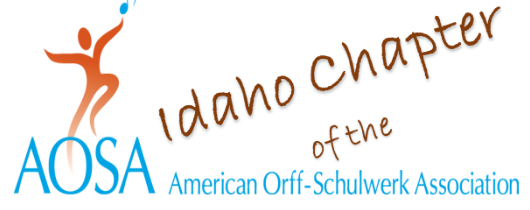 Idaho Chapter
of the
AOSA American Orff-Schulwerk Association